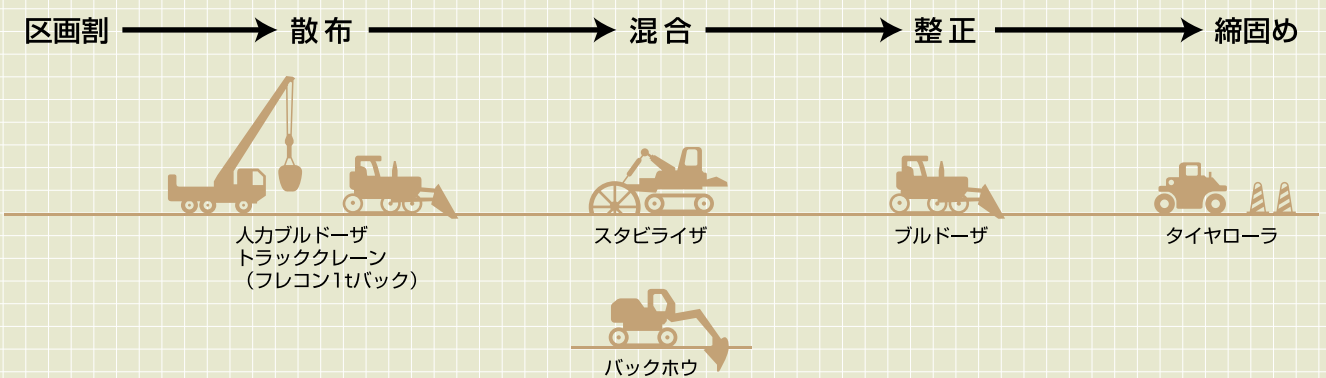 区画割 散布 混合 整正 締固め
人力ブルドーザ
トラッククレーン
（フレコン1tバック）
スタビライザ
バックホウ
ブルドーザ
タイヤローラ